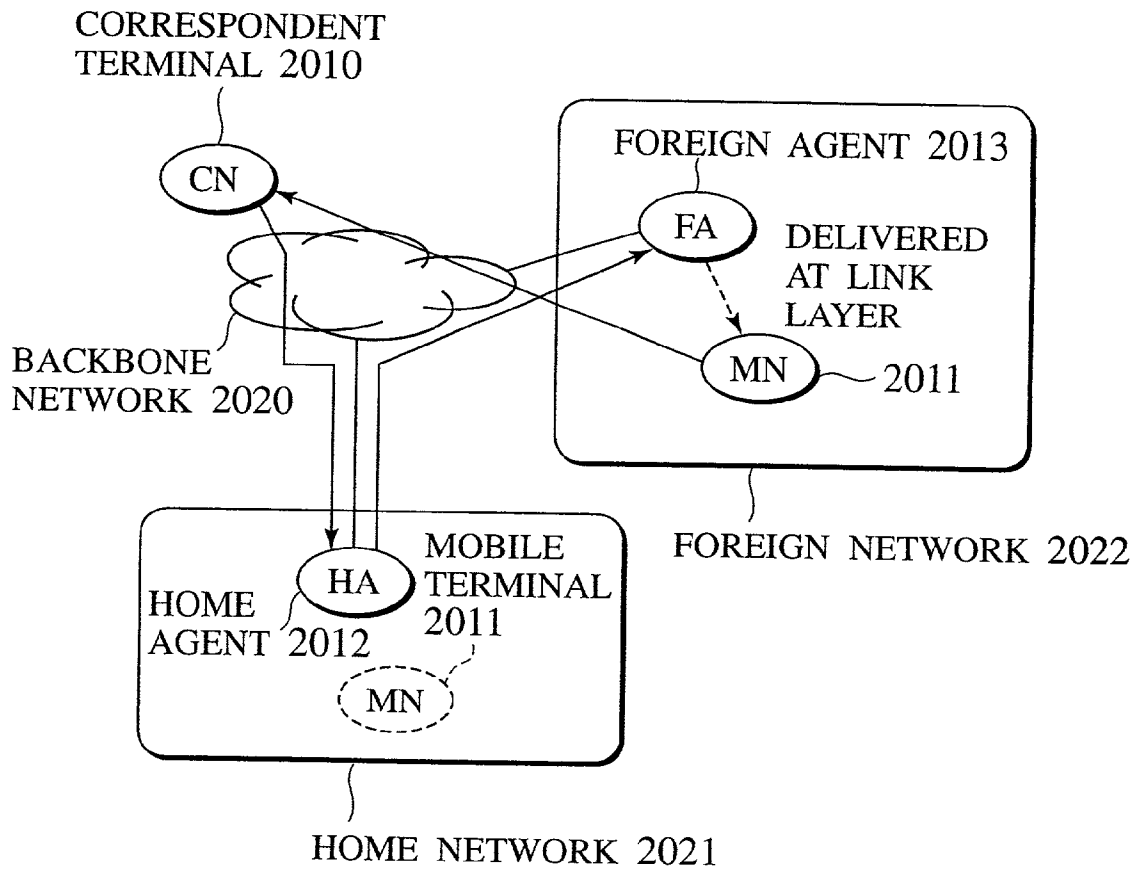 CORRESPONDENT
TERMINAL 2010
CN
FOREIGN AGENT 2013
FA
DELIVERED
AT LINK
LAYER
MN
2011
BACKBONE
NETWORK 2020
FOREIGN NETWORK 2022
HA
MOBILE
TERMINAL
2011
HOME
AGENT 2012
MN
HOME NETWORK 2021